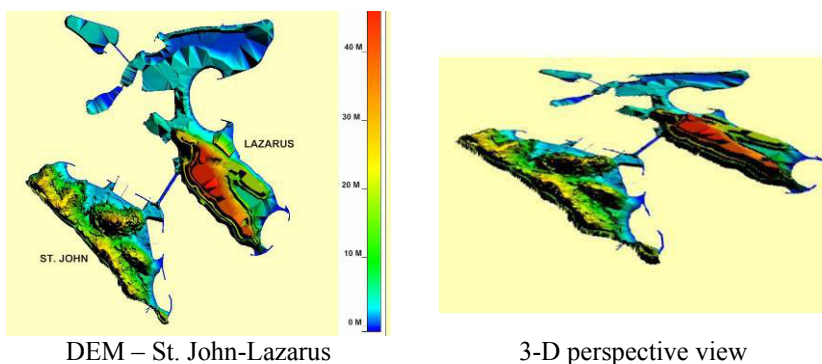 40 M
30 M
LAZARUS
20 M
10 M
ST. JOHN
0 M
DEM – St. John-Lazarus
3-D perspective view